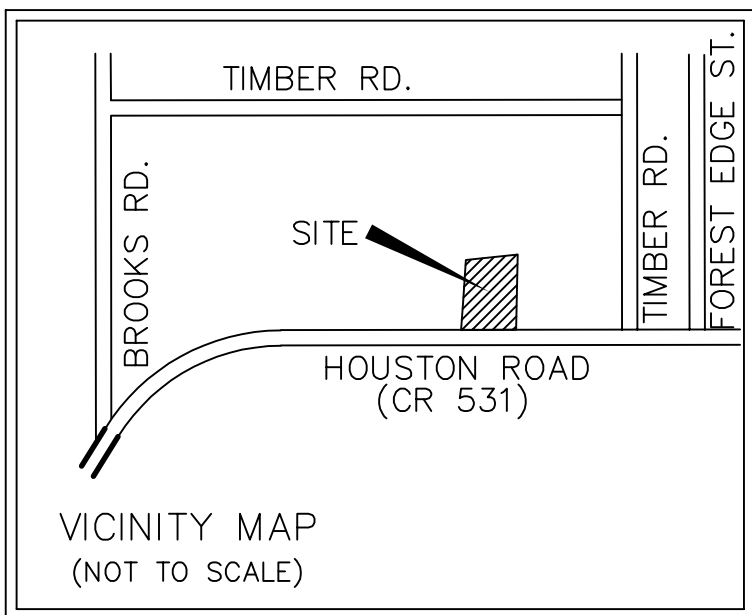 TIMBER RD.
BROOKS RD.
SITE
TIMBER RD.
FOREST EDGE ST.
HOUSTON ROAD
(CR 531)
VICINITY MAP
(NOT TO SCALE)